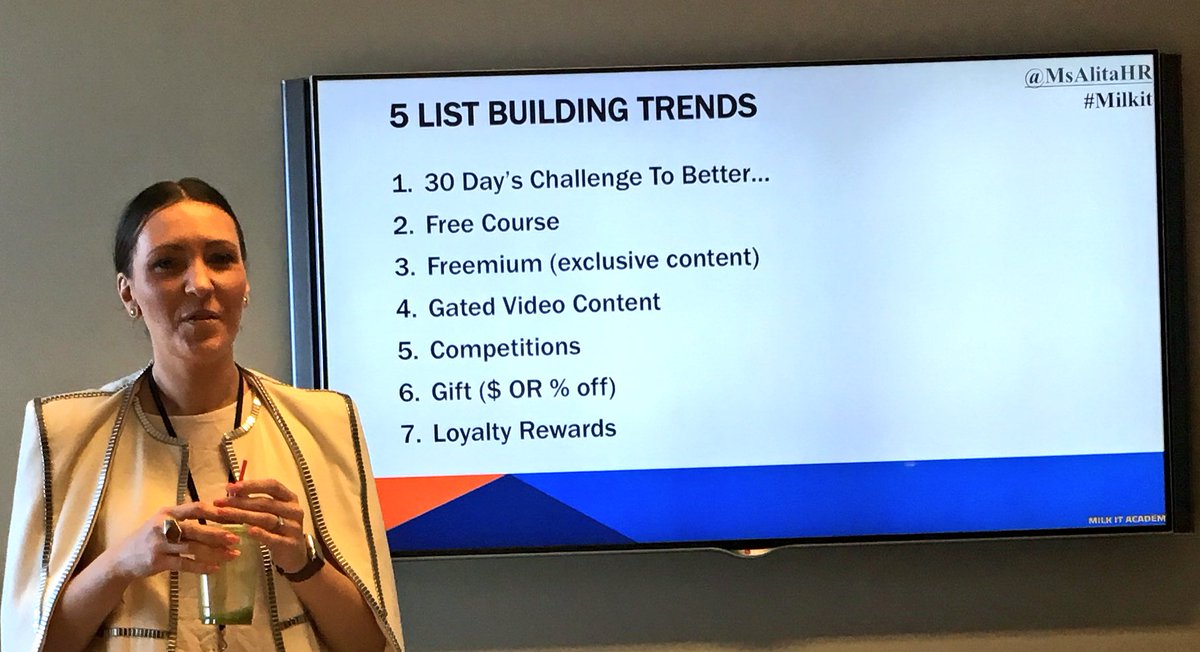 @MsAlitaHR
#Milkit
5 LIST BUILDING TRENDS
1. 30 Day's Challenge To Better...
2. Free Course
3. Freemium (exclusive content)
4. Gated Video Content
5. Competitions
6. Gift ($ OR % off)
7. Loyalty Rewards
MILK IT ACADEM